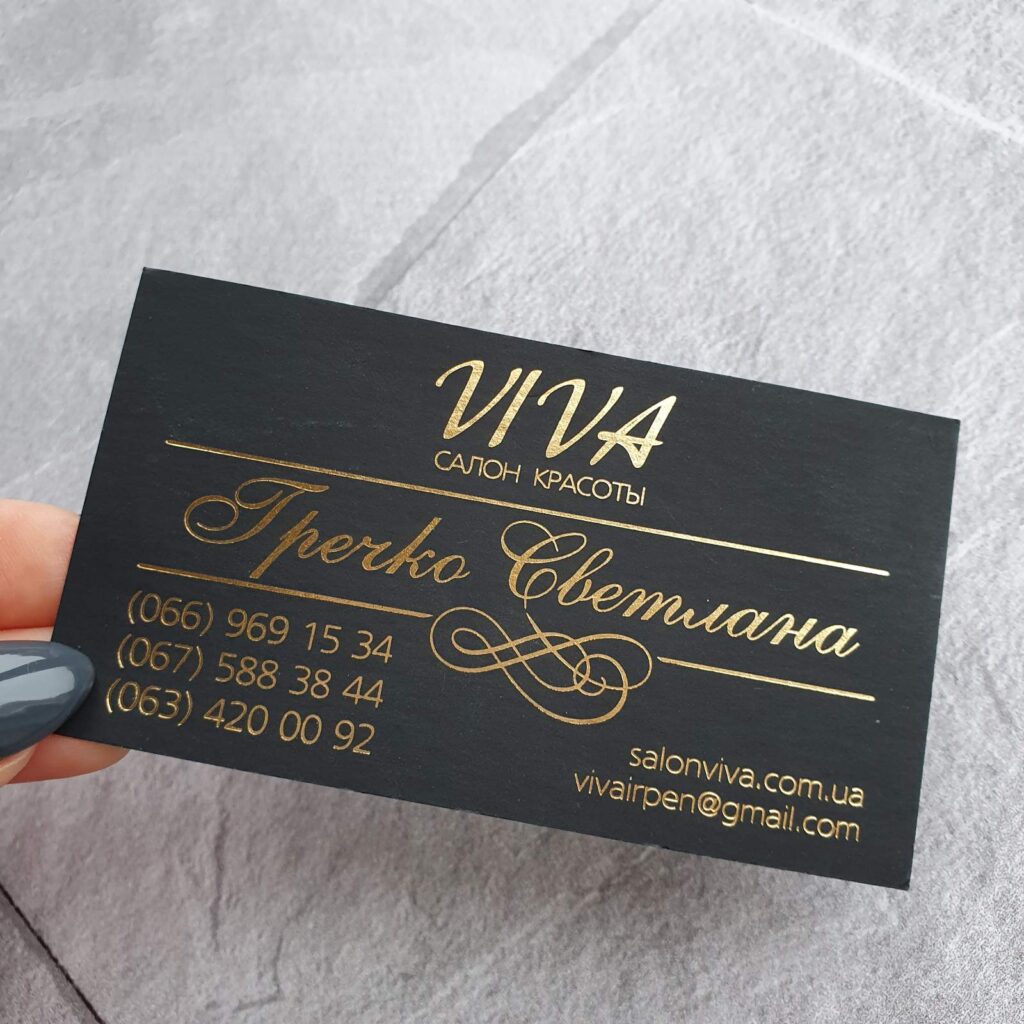 VIVA
САЛОН КРАСОТЫ
Гречко Светлана
(066) 969 15 34
(067) 588 38 44
(063) 420 00 92
salonviva.com.ua
vivairpen@gmail.com